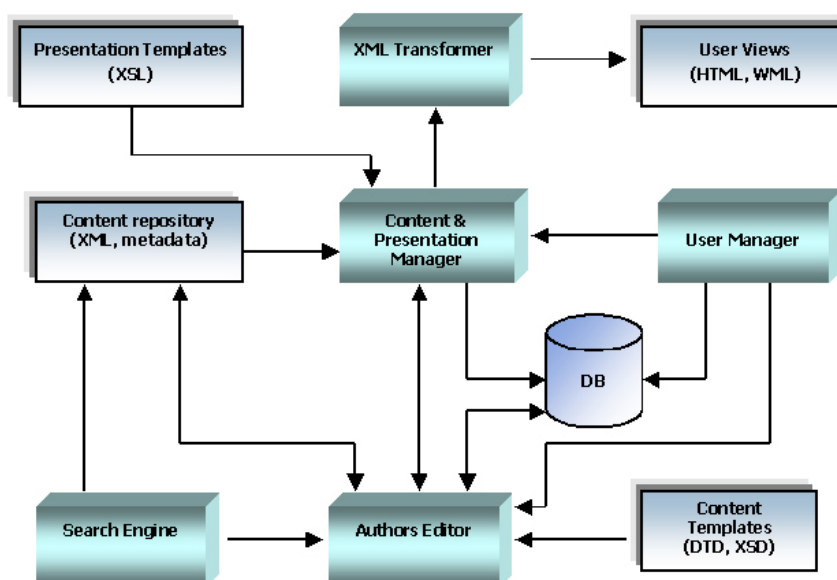 Presentation Templates
(XSL)
XML Transformer
User Views
(HTML, WML)
Content repository
(XML, metadata)
Content &
Presentation
Manager
User Manager
DB
Search Engine
Authors Editor
Content
Templates
(DTD, XSD)